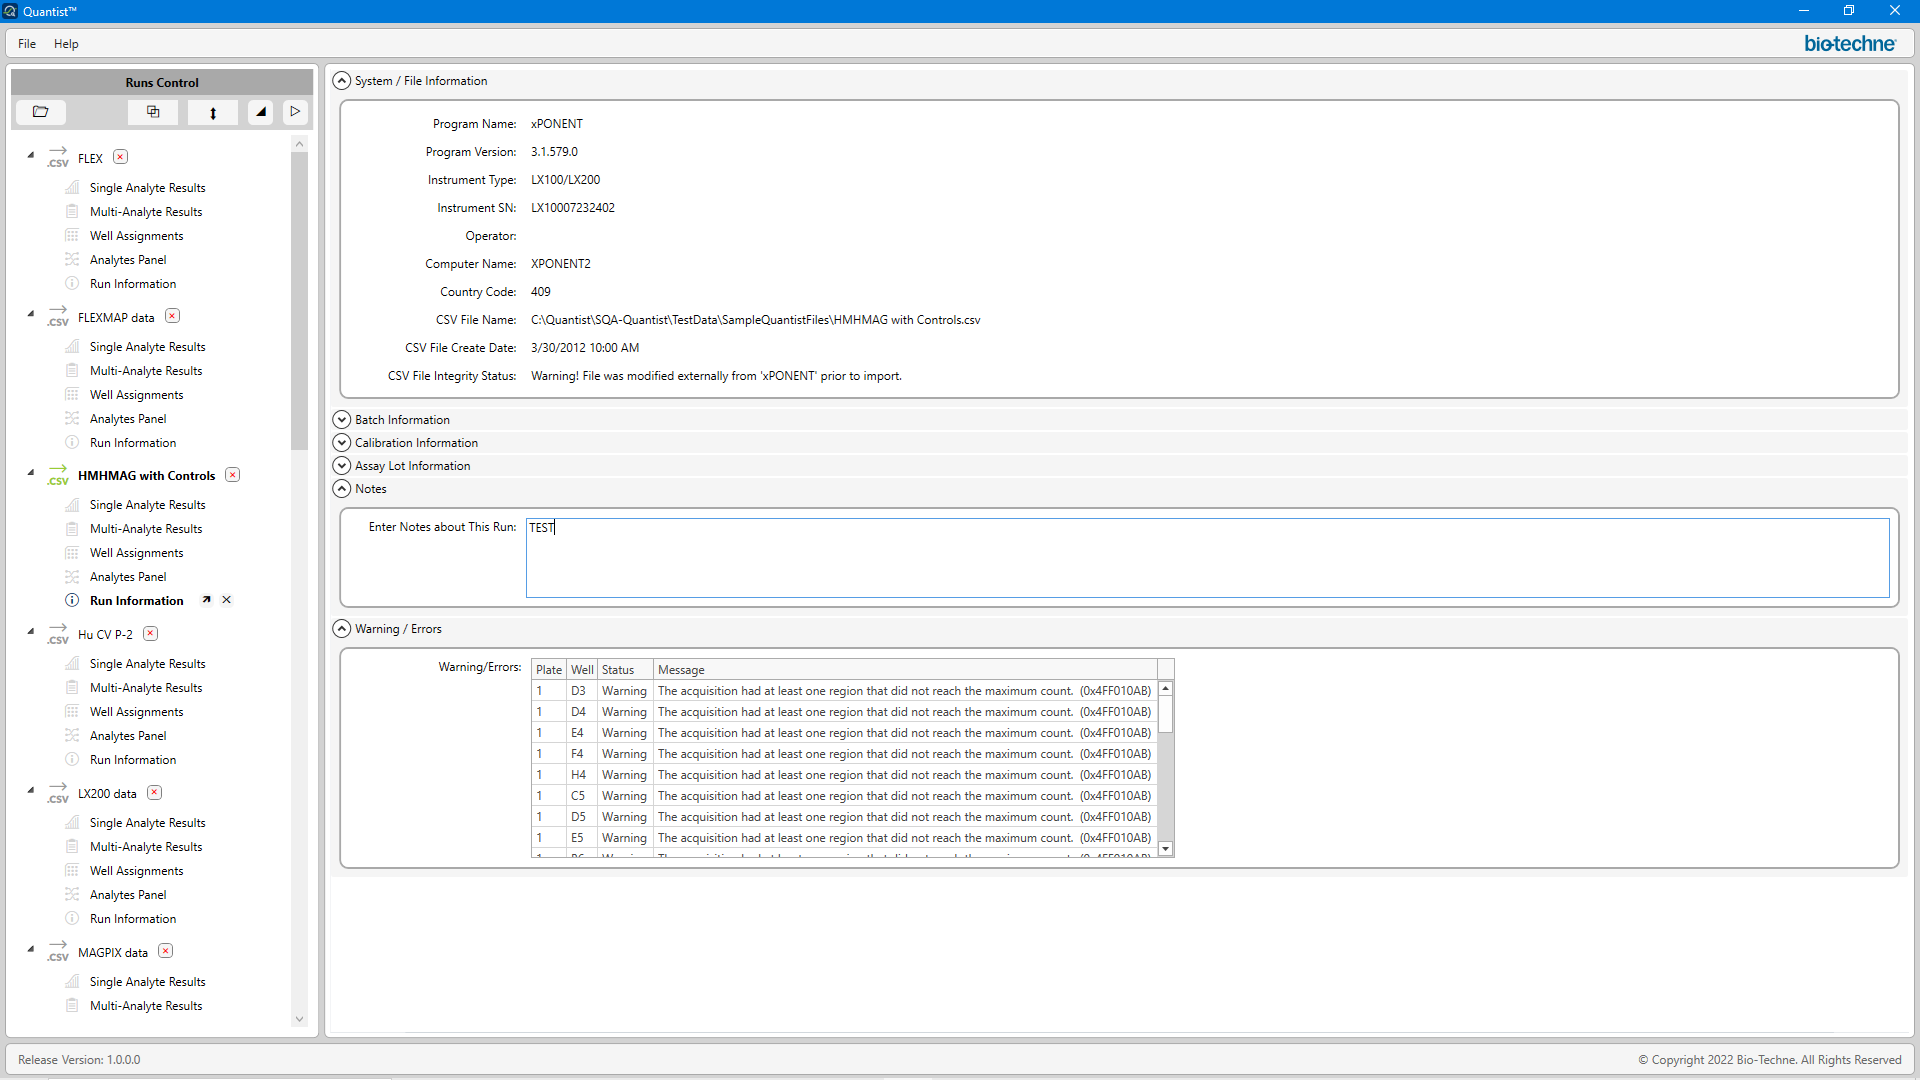 Quantist™
File Help
bio-techne
Runs Control
.CSV FLEX
Single Analyte Results
Multi-Analyte Results
Well Assignments
Analytes Panel
Run Information
.CSV FLEXMAP data
Single Analyte Results
Multi-Analyte Results
Well Assignments
Analytes Panel
Run Information
.CSV HMHMAG with Controls
Single Analyte Results
Multi-Analyte Results
Well Assignments
Analytes Panel
Run Information
.CSV Hu CV P-2
Single Analyte Results
Multi-Analyte Results
Well Assignments
Analytes Panel
Run Information
.CSV LX200 data
Single Analyte Results
Multi-Analyte Results
Well Assignments
Analytes Panel
Run Information
.CSV MAGPIX data
Single Analyte Results
Multi-Analyte Results
System / File Information
Program Name: xPONENT
Program Version: 3.1.579.0
Instrument Type: LX100/LX200
Instrument SN: LX10007232402
Operator:
Computer Name: XPONENT2
Country Code: 409
CSV File Name: C:\Quantist\SQA-Quantist\TestData\SampleQuantistFiles\HMHMAG with Controls.csv
CSV File Create Date: 3/30/2012 10:00 AM
CSV File Integrity Status: Warning! File was modified externally from 'xPONENT' prior to import.
Batch Information
Calibration Information
Assay Lot Information
Notes
Enter Notes about This Run: TEST
Warning / Errors
Warning/Errors: Plate Well Status Message
1 D3 Warning The acquisition had at least one region that did not reach the maximum count. (0x4FF010AB)
1 D4 Warning The acquisition had at least one region that did not reach the maximum count. (0x4FF010AB)
1 E4 Warning The acquisition had at least one region that did not reach the maximum count. (0x4FF010AB)
1 F4 Warning The acquisition had at least one region that did not reach the maximum count. (0x4FF010AB)
1 H4 Warning The acquisition had at least one region that did not reach the maximum count. (0x4FF010AB)
1 C5 Warning The acquisition had at least one region that did not reach the maximum count. (0x4FF010AB)
1 D5 Warning The acquisition had at least one region that did not reach the maximum count. (0x4FF010AB)
1 E5 Warning The acquisition had at least one region that did not reach the maximum count. (0x4FF010AB)
Release Version: 1.0.0.0
© Copyright 2022 Bio-Techne. All Rights Reserved